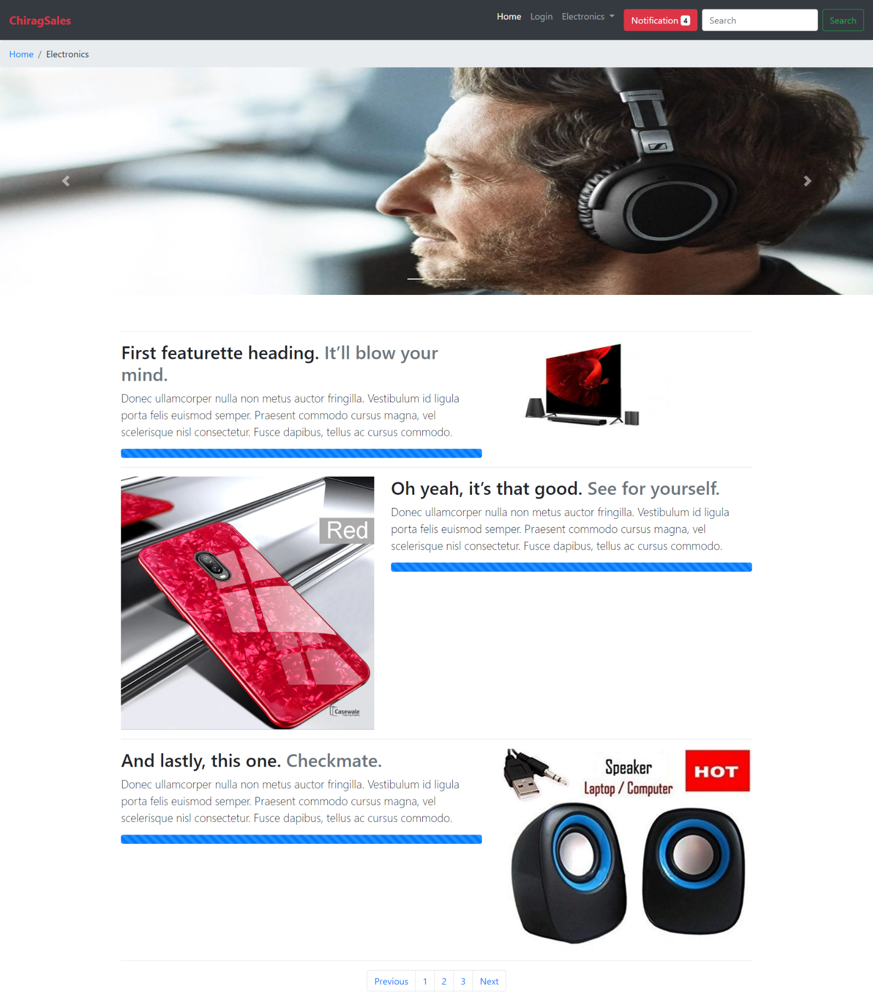 ChiragSales
Home Login Electronics Notification 4 Search Search
Home / Electronics
First featurette heading. It’ll blow your
mind.
Donec ullamcorper nulla non metus auctor fringilla. Vestibulum id ligula
porta felis euismod semper. Praesent commodo cursus magna, vel
scelerisque nisl consectetur. Fusce dapibus, tellus ac cursus commodo.
Red
Casewale
Oh yeah, it’s that good. See for yourself.
Donec ullamcorper nulla non metus auctor fringilla. Vestibulum id ligula
porta felis euismod semper. Praesent commodo cursus magna, vel
scelerisque nisl consectetur. Fusce dapibus, tellus ac cursus commodo.
And lastly, this one. Checkmate.
Donec ullamcorper nulla non metus auctor fringilla. Vestibulum id ligula
porta felis euismod semper. Praesent commodo cursus magna, vel
scelerisque nisl consectetur. Fusce dapibus, tellus ac cursus commodo.
Speaker
Laptop / Computer
HOT
Previous 1 2 3 Next